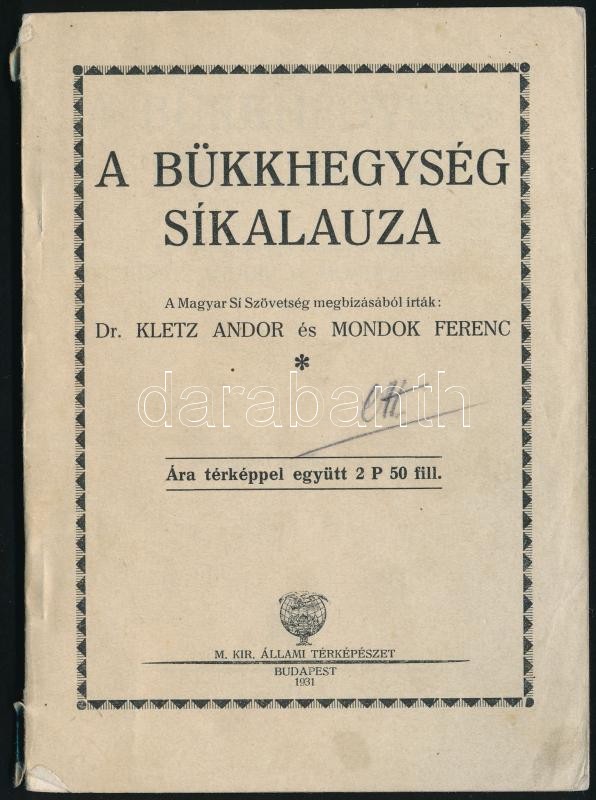 A BÜKKHEGYSÉG
SÍKALAUZA
A Magyar Sí Szövetség megbízásából írták:
Dr. KLETZ ANDOR és MONDOK FERENC
*
darabanth
Ára térképpel együtt 2 P 50 fill.
M. KIR. ÁLLAMI TÉRKÉPÉSZET
BUDAPEST
1931